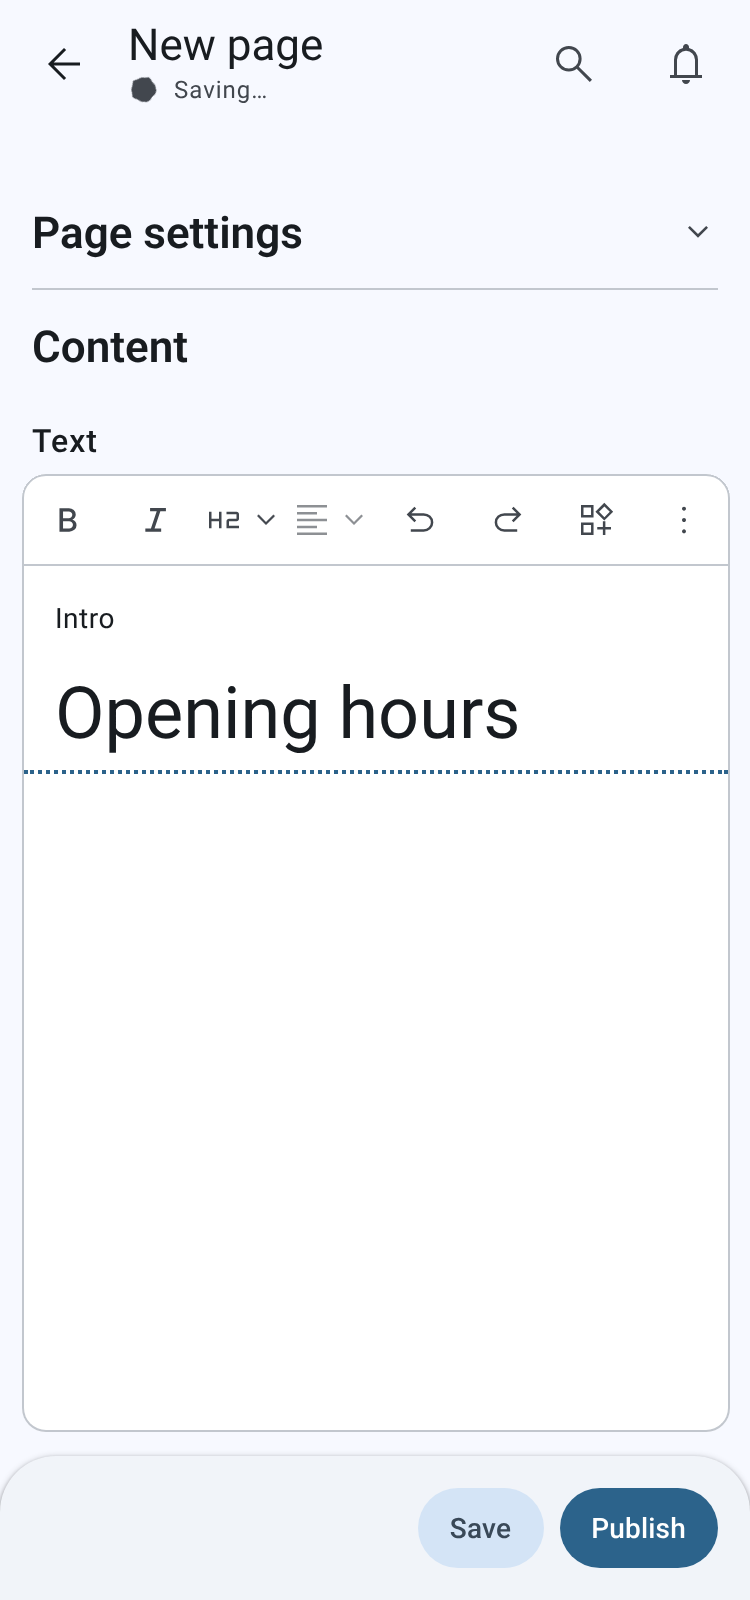 New page
Saving...
Page settings
Content
Text
B I H2
Intro
Opening hours
Save Publish